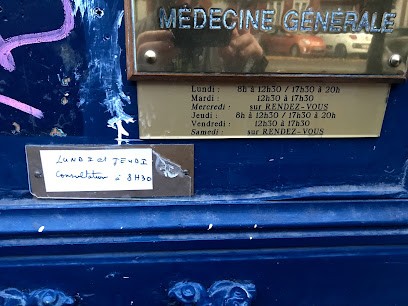 MÉDECINE GÉNÉRALE
Lundi : 8h à 12h30 / 17h30 à 20h
Mardi : 12h30 à 17h30
Mercredi : sur RENDEZ-VOUS
Jeudi : 8h à 12h30 / 17h30 à 20h
Vendredi : 12h30 à 17h30
Samedi : sur RENDEZ-VOUS
LUNDI et JEUDI
Consultation à 8H30